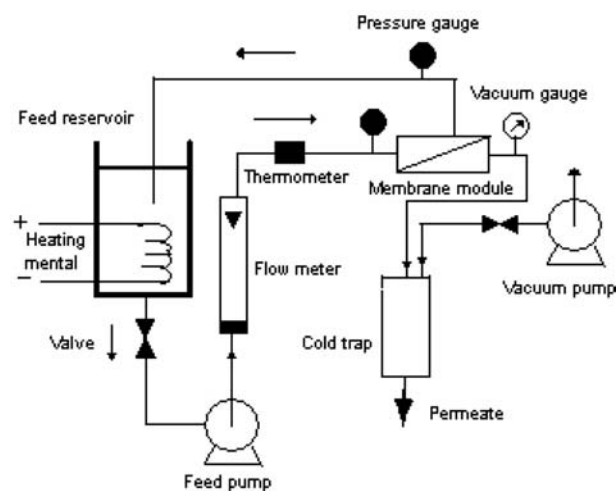 Pressure gauge
Vacuum gauge
Feed reservoir
Thermometer
Membrane module
+
Heating
mental
−
Flow meter
Vacuum pump
Valve
Cold trap
Permeate
Feed pump